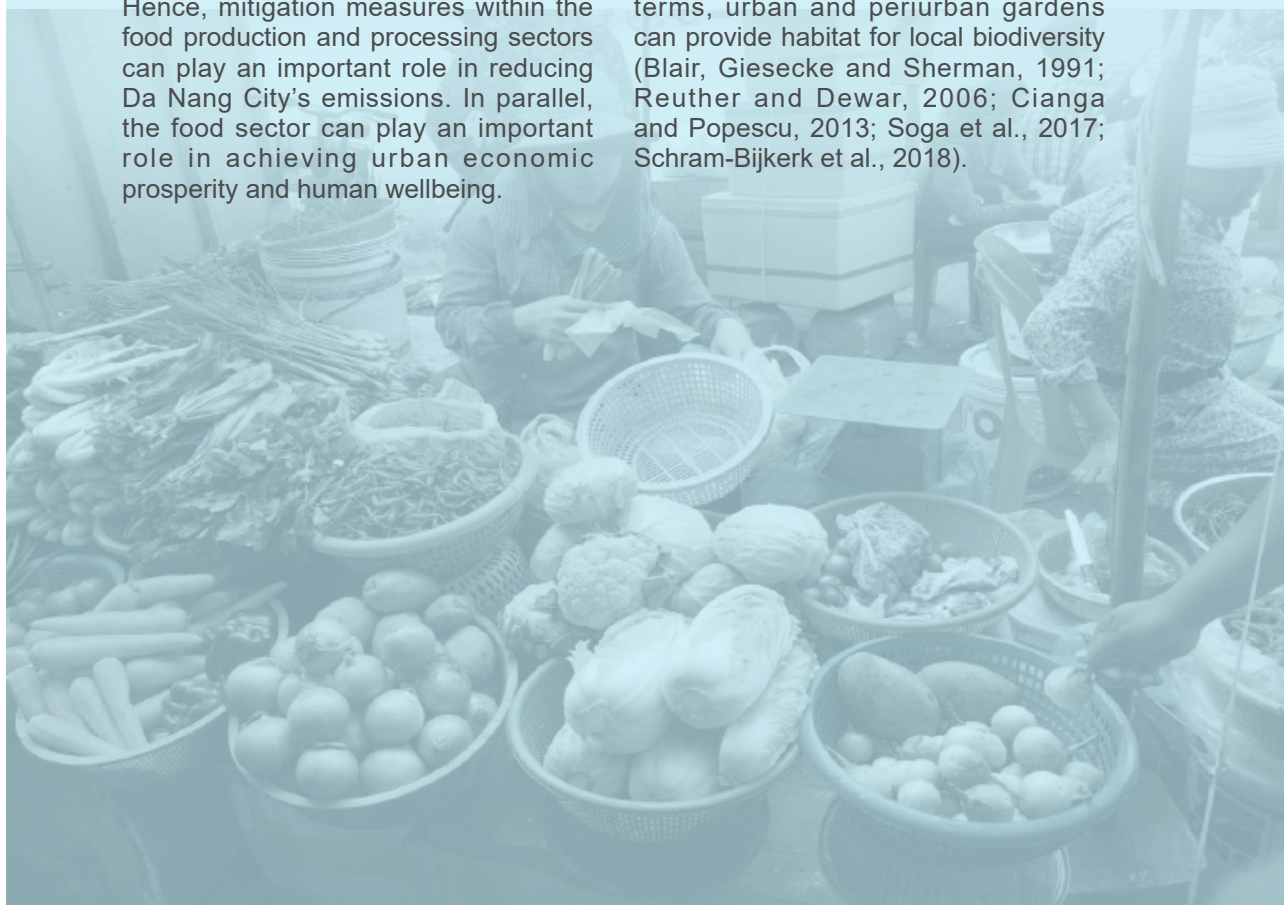 Hence, mitigation measures within the
food production and processing sectors
can play an important role in reducing
Da Nang City’s emissions. In parallel,
the food sector can play an important
role in achieving urban economic
prosperity and human wellbeing.
terms, urban and periurban gardens
can provide habitat for local biodiversity
(Blair, Giesecke and Sherman, 1991;
Reuther and Dewar, 2006; Cianga
and Popescu, 2013; Soga et al., 2017;
Schram-Bijkerk et al., 2018).